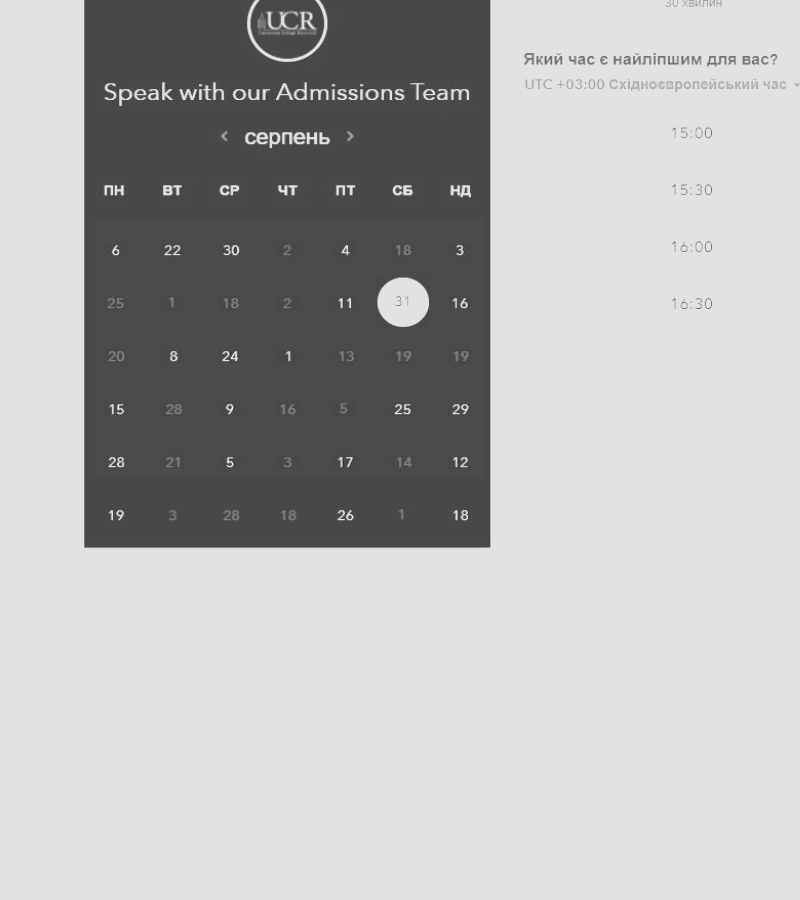 UCR
30 хвилин
Speak with our Admissions Team
серпень
ПН ВТ СР ЧТ ПТ СБ НД
6 22 30 2 4 18 3
25 1 18 2 11 31 16
20 8 24 1 13 19 19
15 28 9 16 5 25 29
28 21 5 3 17 14 12
19 3 28 18 26 1 18
Який час є найліпшим для вас?
UTC +03:00 Східноєвропейський час
15:00
15:30
16:00
16:30